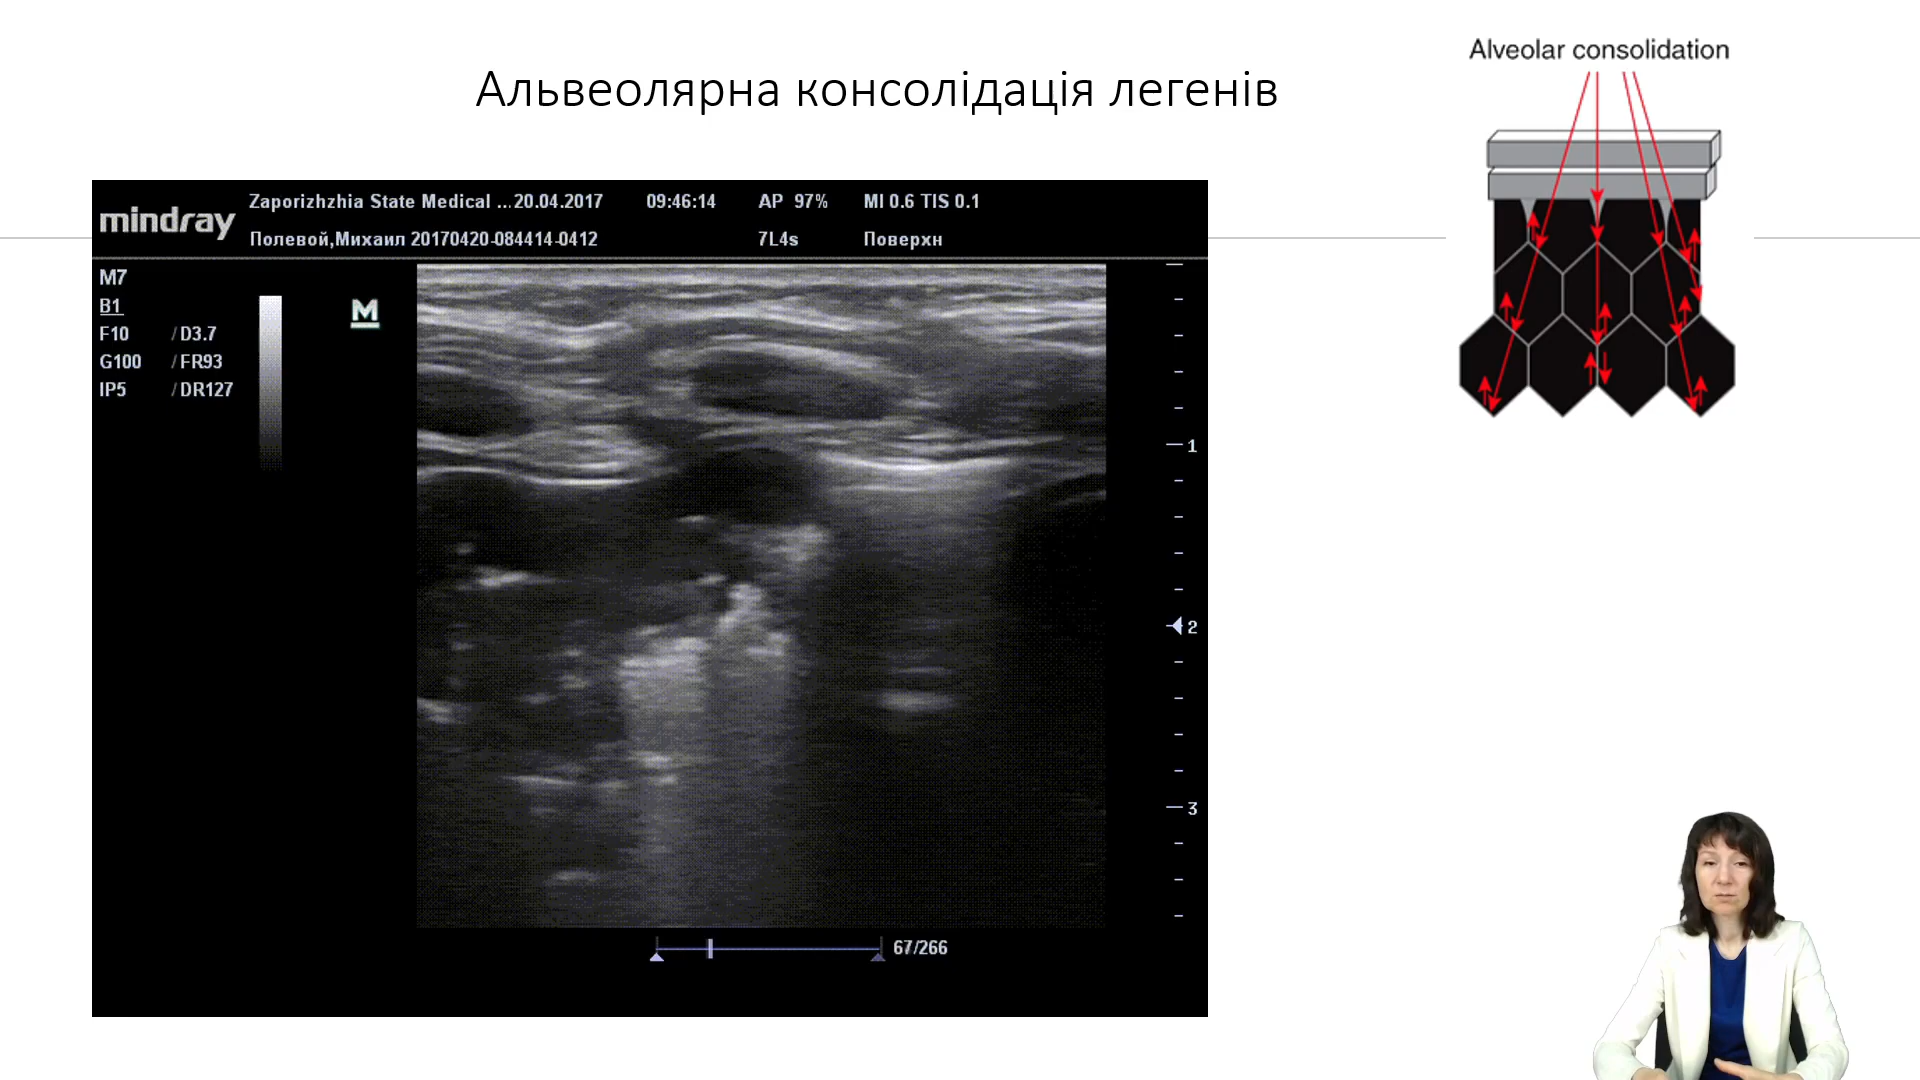 Альвеолярна консолідація легенів
Alveolar consolidation
mindray
Zaporizhzhia State Medical ...20.04.2017 09:46:14 AP 97% MI 0.6 TIS 0.1
Полевой,Михаил 20170420-084414-0412 7L4s Поверхн
M7
B1
F10 / D3.7
G100 / FR93
IP5 / DR127
M
1
2
3
67/266